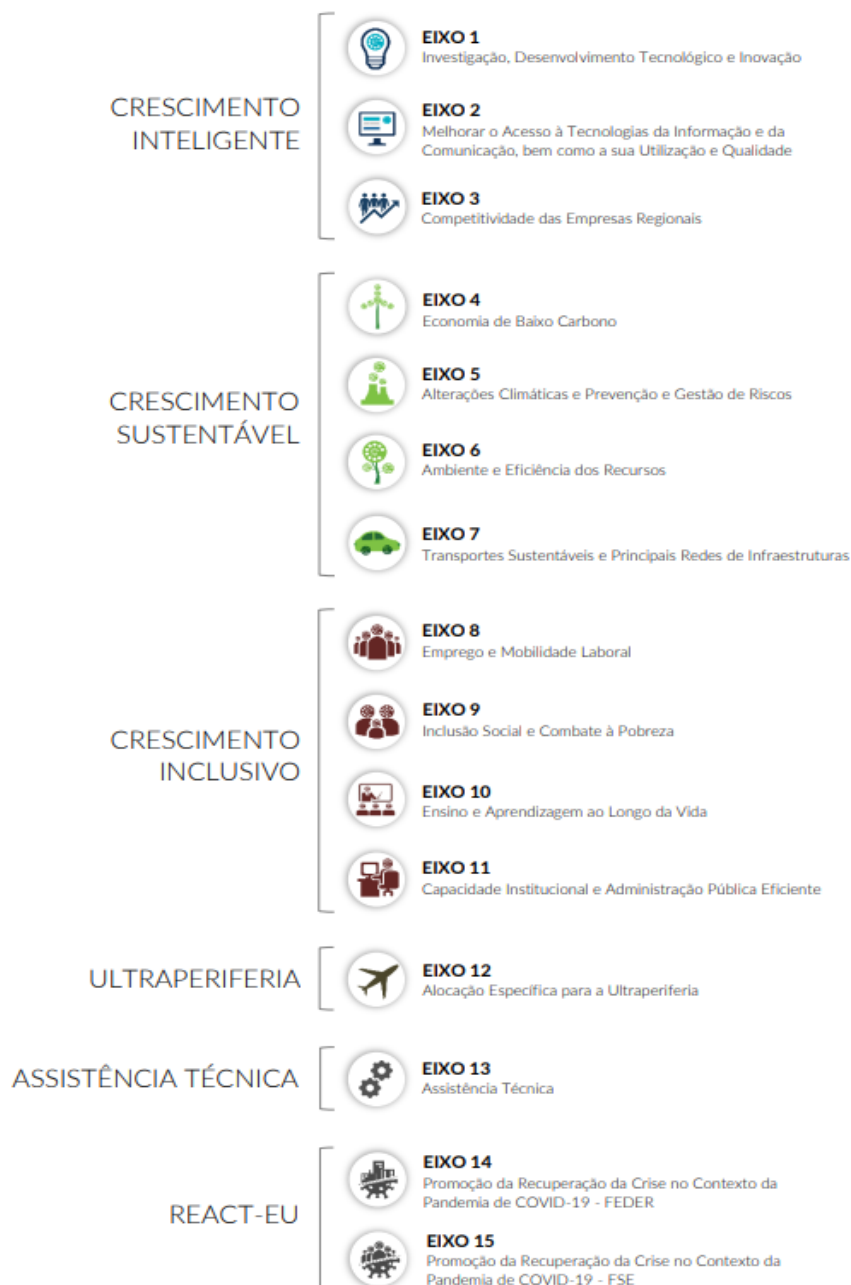 CRESCIMENTO
INTELIGENTE
EIXO 1
Investigação, Desenvolvimento Tecnológico e Inovação
EIXO 2
Melhorar o Acesso à Tecnologias da Informação e da
Comunicação, bem como a sua Utilização e Qualidade
EIXO 3
Competitividade das Empresas Regionais
CRESCIMENTO
SUSTENTÁVEL
EIXO 4
Economia de Baixo Carbono
EIXO 5
Alterações Climáticas e Prevenção e Gestão de Riscos
EIXO 6
Ambiente e Eficiência dos Recursos
EIXO 7
Transportes Sustentáveis e Principais Redes de Infraestruturas
CRESCIMENTO
INCLUSIVO
EIXO 8
Emprego e Mobilidade Laboral
EIXO 9
Inclusão Social e Combate à Pobreza
EIXO 10
Ensino e Aprendizagem ao Longo da Vida
EIXO 11
Capacidade Institucional e Administração Pública Eficiente
ULTRAPERIFERIA
EIXO 12
Alocação Específica para a Ultraperiferia
ASSISTÊNCIA TÉCNICA
EIXO 13
Assistência Técnica
REACT-EU
EIXO 14
Promoção da Recuperação da Crise no Contexto da
Pandemia de COVID-19 - FEDER
EIXO 15
Promoção da Recuperação da Crise no Contexto da
Pandemia de COVID-19 - FSE